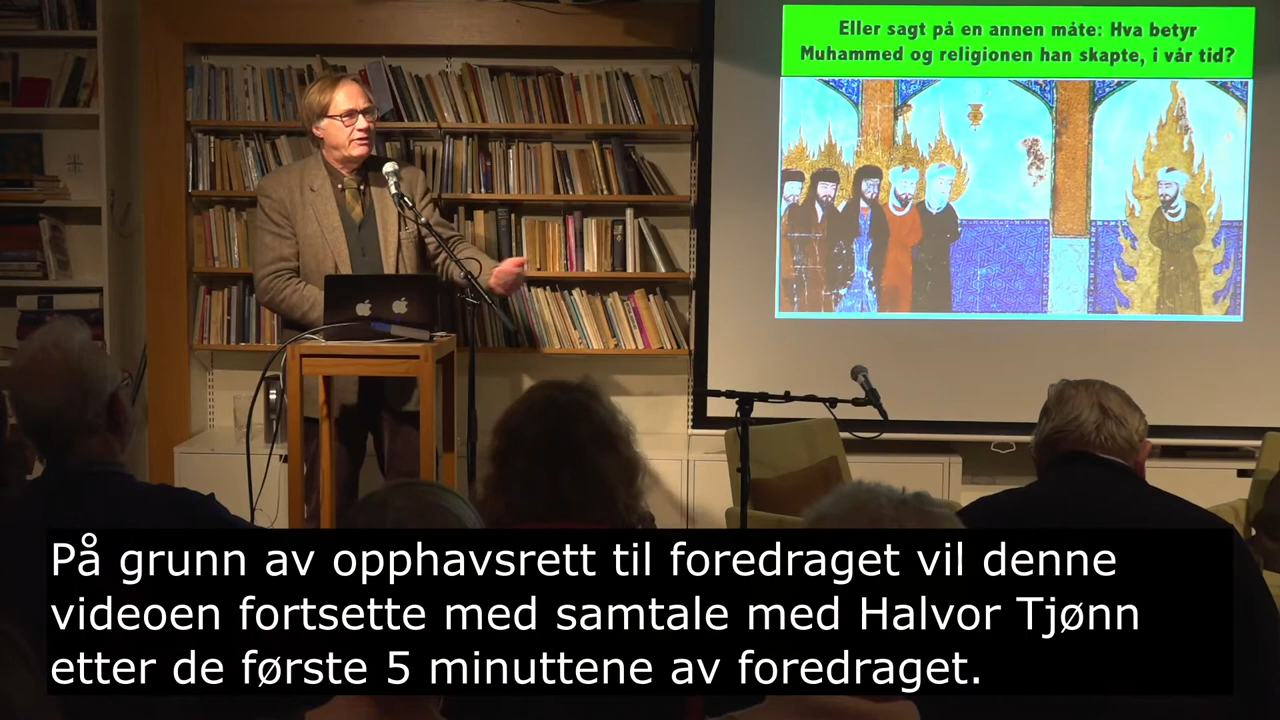 Eller sagt på en annen måte: Hva betyr
Muhammed og religionen han skapte, i vår tid?
På grunn av opphavsrett til foredraget vil denne
videoen fortsette med samtale med Halvor Tjønn
etter de første 5 minuttene av foredraget.